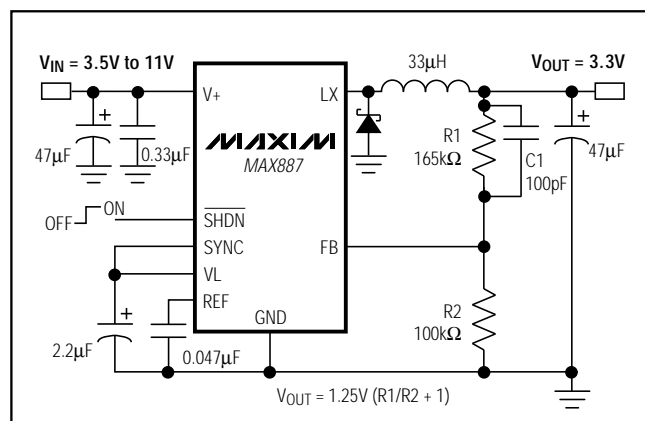 V_IN = 3.5V to 11V
33µH
V_OUT = 3.3V
V+
LX
+
47µF
0.33µF
MAXIM
MAX887
R1
165kΩ
C1
100pF
+
47µF
OFF
ON
SHDN
SYNC
FB
VL
REF
GND
+
2.2µF
0.047µF
R2
100kΩ
V_OUT = 1.25V (R1/R2 + 1)